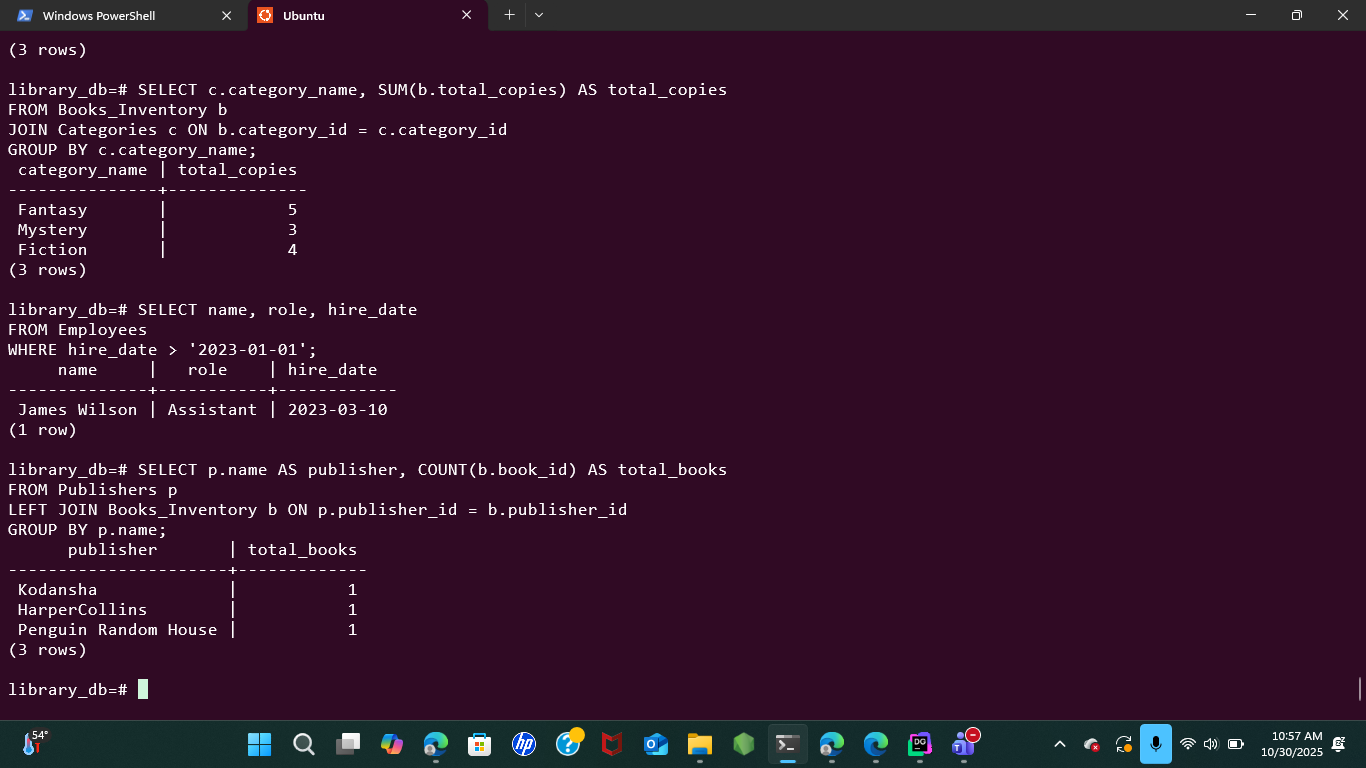 Windows PowerShell
Ubuntu
(3 rows)
library_db=# SELECT c.category_name, SUM(b.total_copies) AS total_copies
FROM Books_Inventory b
JOIN Categories c ON b.category_id = c.category_id
GROUP BY c.category_name;
 category_name | total_copies
---------------+--------------
 Fantasy       |            5
 Mystery       |            3
 Fiction       |            4
(3 rows)
library_db=# SELECT name, role, hire_date
FROM Employees
WHERE hire_date > '2023-01-01';
     name     |   role    | hire_date
--------------+-----------+------------
 James Wilson | Assistant | 2023-03-10
(1 row)
library_db=# SELECT p.name AS publisher, COUNT(b.book_id) AS total_books
FROM Publishers p
LEFT JOIN Books_Inventory b ON p.publisher_id = b.publisher_id
GROUP BY p.name;
      publisher       | total_books
----------------------+-------------
 Kodansha             |           1
 HarperCollins        |           1
 Penguin Random House |           1
(3 rows)
library_db=#
54°
hp
DG
10:57 AM
10/30/2025